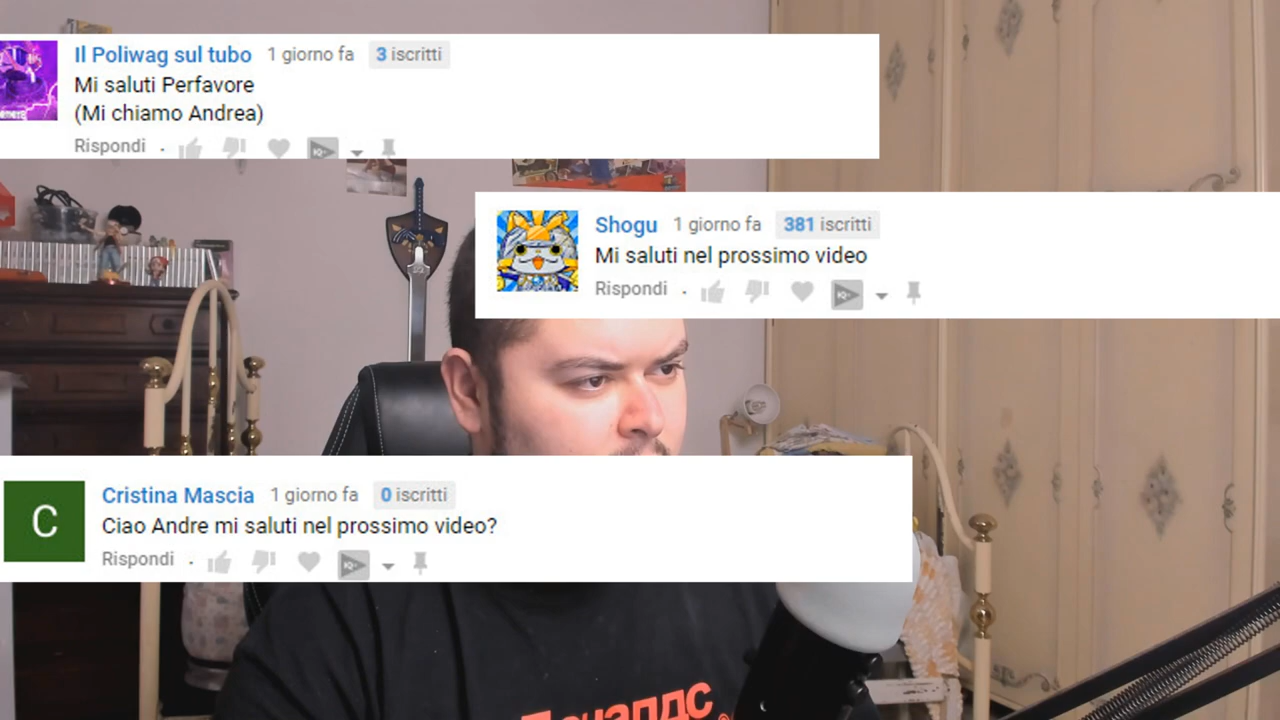 Il Poliwag sul tubo 1 giorno fa 3 iscritti
Mi saluti Perfavore
(Mi chiamo Andrea)
Rispondi
Shogu 1 giorno fa 381 iscritti
Mi saluti nel prossimo video
Rispondi
C
Cristina Mascia 1 giorno fa 0 iscritti
Ciao Andre mi saluti nel prossimo video?
Rispondi